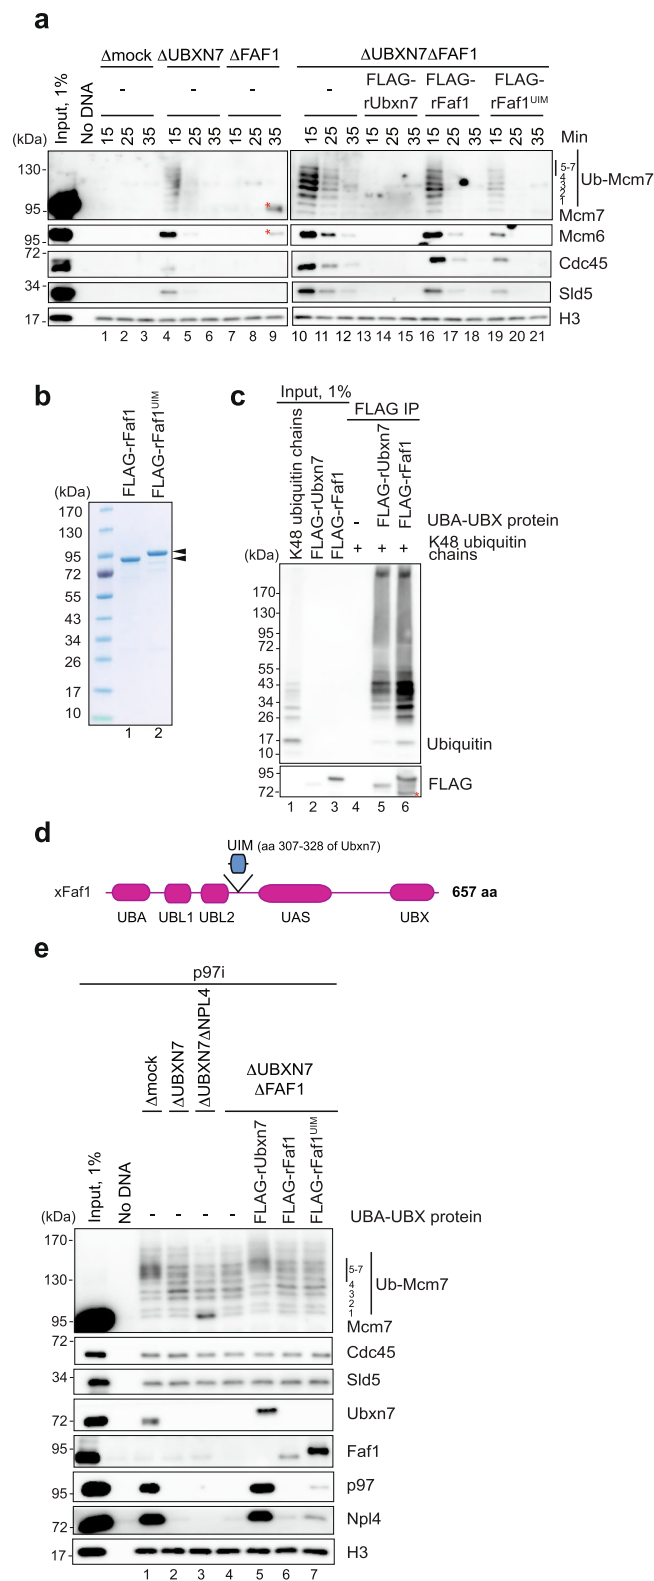 a
Δmock ΔUBXN7 ΔFAF1 ΔUBXN7ΔFAF1
Input, 1%
No DNA
- - - - FLAG-rUbxn7 FLAG-rFaf1 FLAG-rFaf1UIM
15 25 35 15 25 35 15 25 35 15 25 35 15 25 35 15 25 35 15 25 35 Min
(kDa)
130
95
* 5-7
4
3
2
1
Ub-Mcm7
Mcm7
95 * Mcm6
72 Cdc45
34 Sld5
17 H3
1 2 3 4 5 6 7 8 9 10 11 12 13 14 15 16 17 18 19 20 21
b
FLAG-rFaf1
FLAG-rFaf1UIM
(kDa)
170
130
95
72
55
43
34
26
17
10
1 2
c
Input, 1%
FLAG IP
K48 ubiquitin chains
FLAG-rUbxn7
FLAG-rFaf1
- FLAG-rUbxn7 FLAG-rFaf1 UBA-UBX protein
+ + + K48 ubiquitin
chains
(kDa)
170
130
95
72
55
43
34
26
17
10
Ubiquitin
95
72
FLAG
*
1 2 3 4 5 6
d
UIM (aa 307-328 of Ubxn7)
xFaf1 657 aa
UBA UBL1 UBL2 UAS UBX
e
p97i
Δmock
ΔUBXN7
ΔUBXN7ΔNPL4
ΔUBXN7
ΔFAF1
Input, 1%
No DNA
- - - - FLAG-rUbxn7 FLAG-rFaf1 FLAG-rFaf1UIM
(kDa) UBA-UBX protein
170
130
95
5-7
4
3
2
1
Ub-Mcm7
Mcm7
72 Cdc45
34 Sld5
72 Ubxn7
95 Faf1
95 p97
72 Npl4
17 H3
1 2 3 4 5 6 7